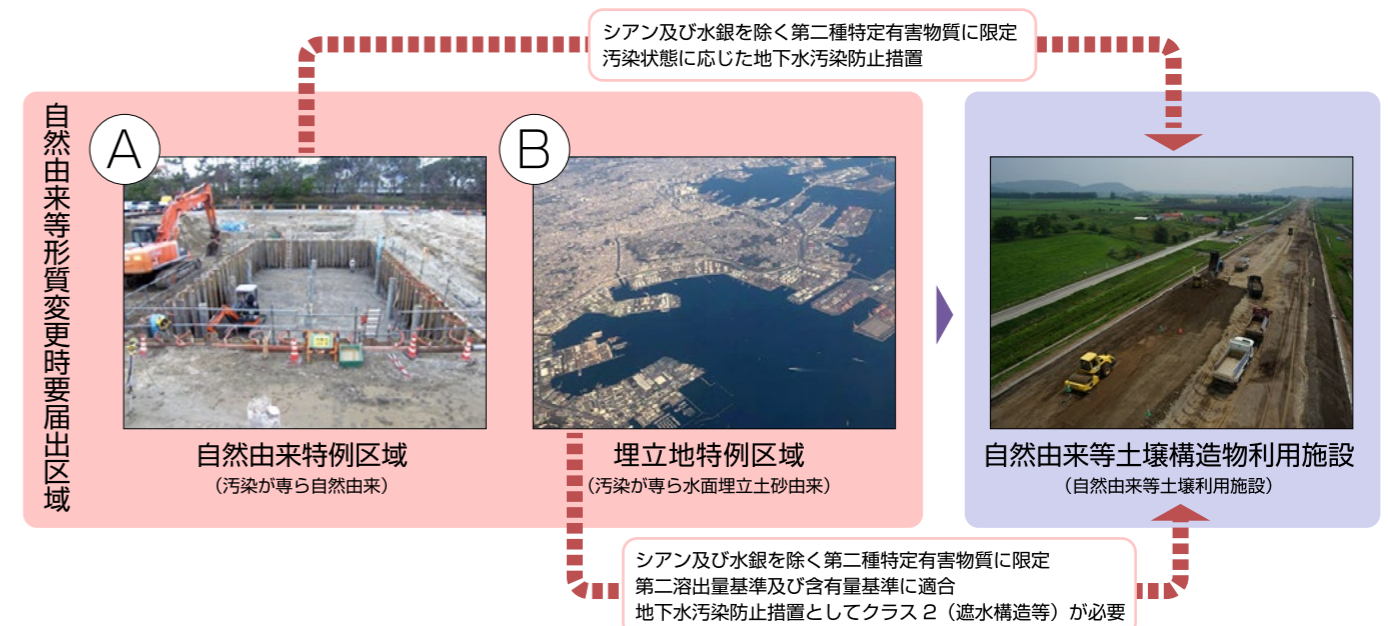 シアン及び水銀を除く第二種特定有害物質に限定
汚染状態に応じた地下水汚染防止措置
自然由来等形質変更時要届出区域
A
B
自然由来特例区域
（汚染が専ら自然由来）
埋立地特例区域
（汚染が専ら水面埋立土砂由来）
自然由来等土壌構造物利用施設
（自然由来等土壌利用施設）
シアン及び水銀を除く第二種特定有害物質に限定
第二溶出量基準及び含有量基準に適合
地下水汚染防止措置としてクラス2（遮水構造等）が必要